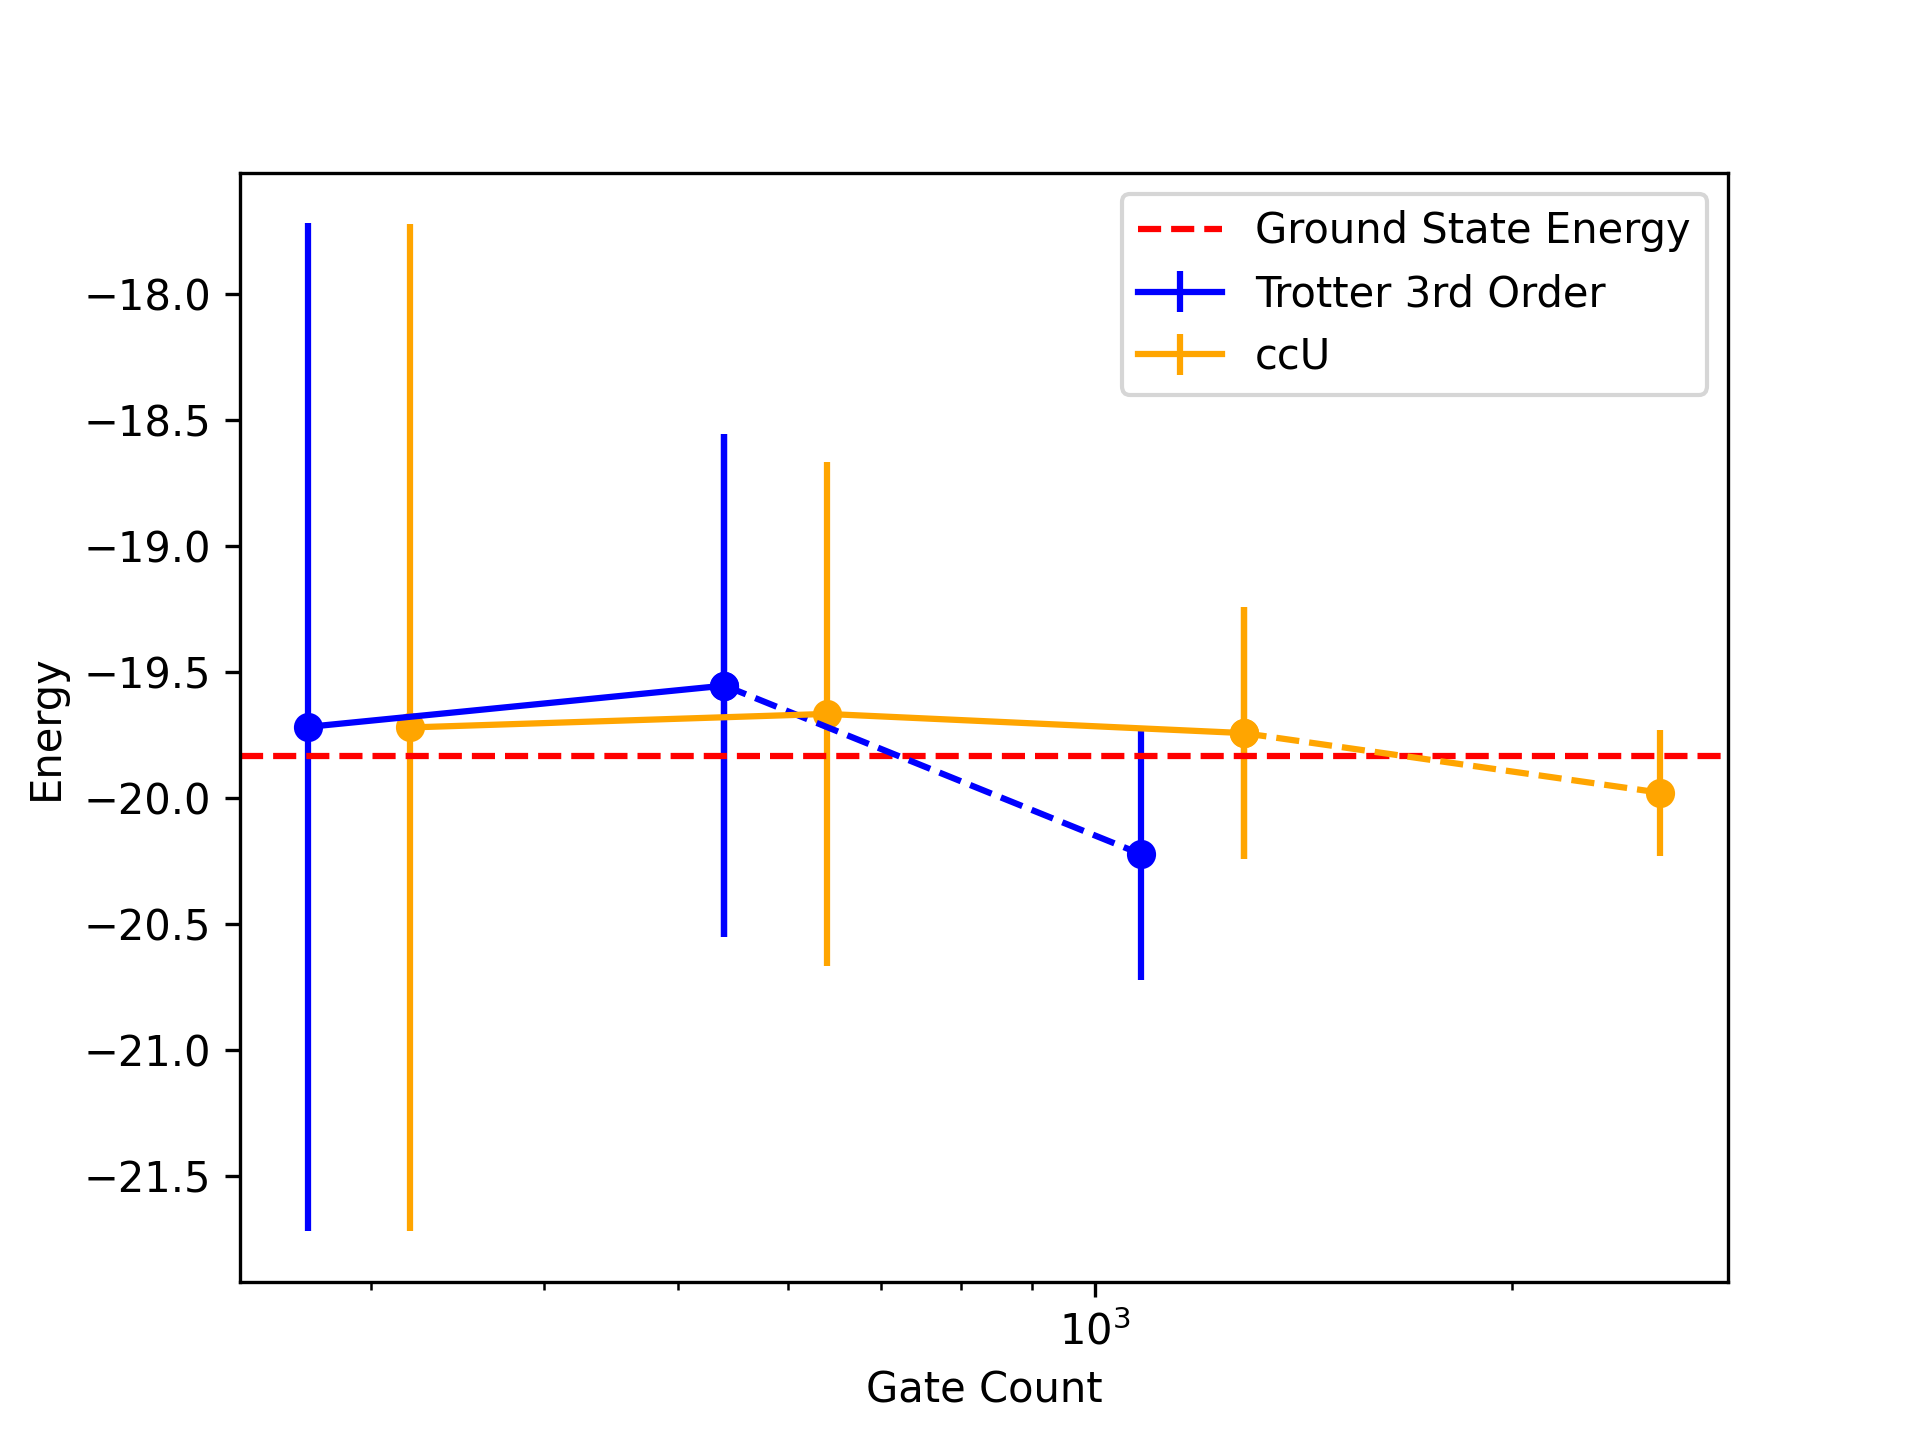 Ground State Energy
Trotter 3rd Order
ccU
−18.0
−18.5
−19.0
−19.5
−20.0
−20.5
−21.0
−21.5
Energy
10³
Gate Count